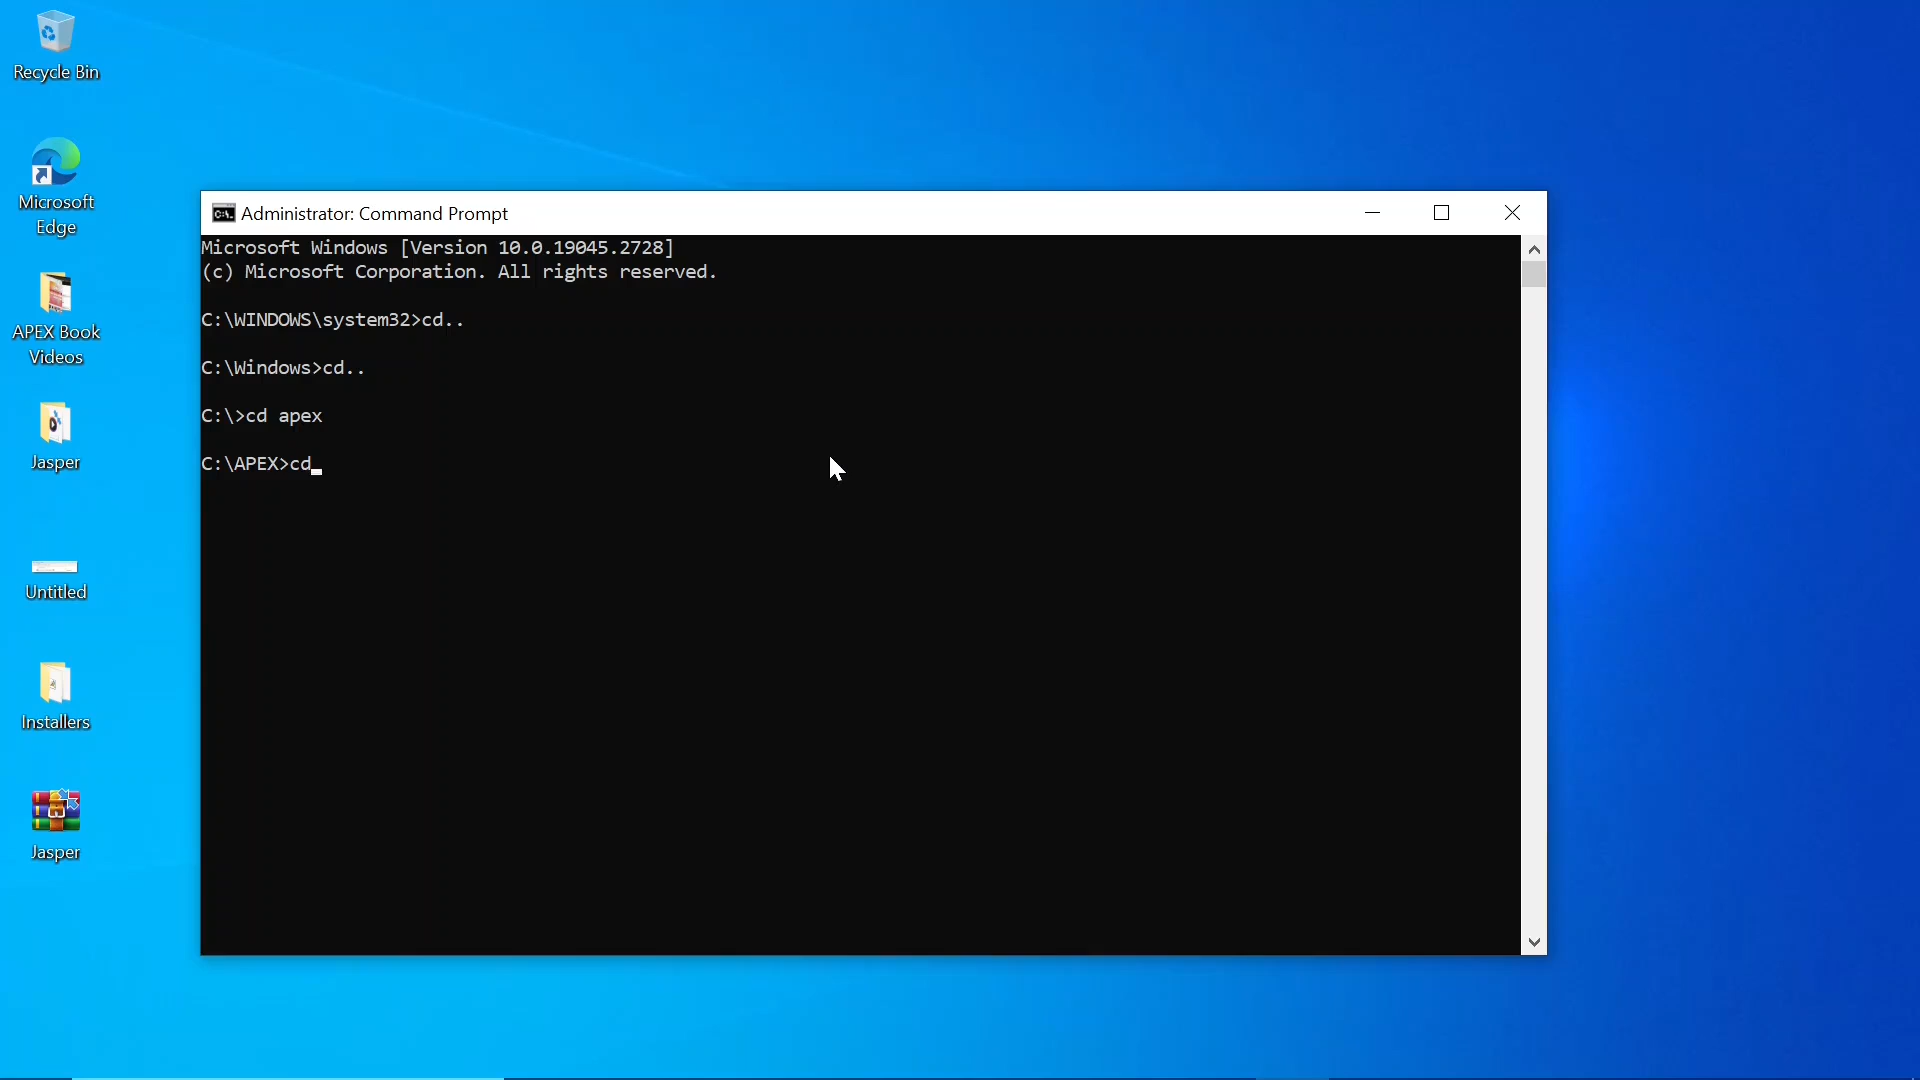 Recycle Bin
Microsoft
Edge
APEX Book
Videos
Jasper
Untitled
Installers
Jasper
Administrator: Command Prompt
Microsoft Windows [Version 10.0.19045.2728]
(c) Microsoft Corporation. All rights reserved.
C:\WINDOWS\system32>cd..
C:\Windows>cd..
C:\>cd apex
C:\APEX>cd